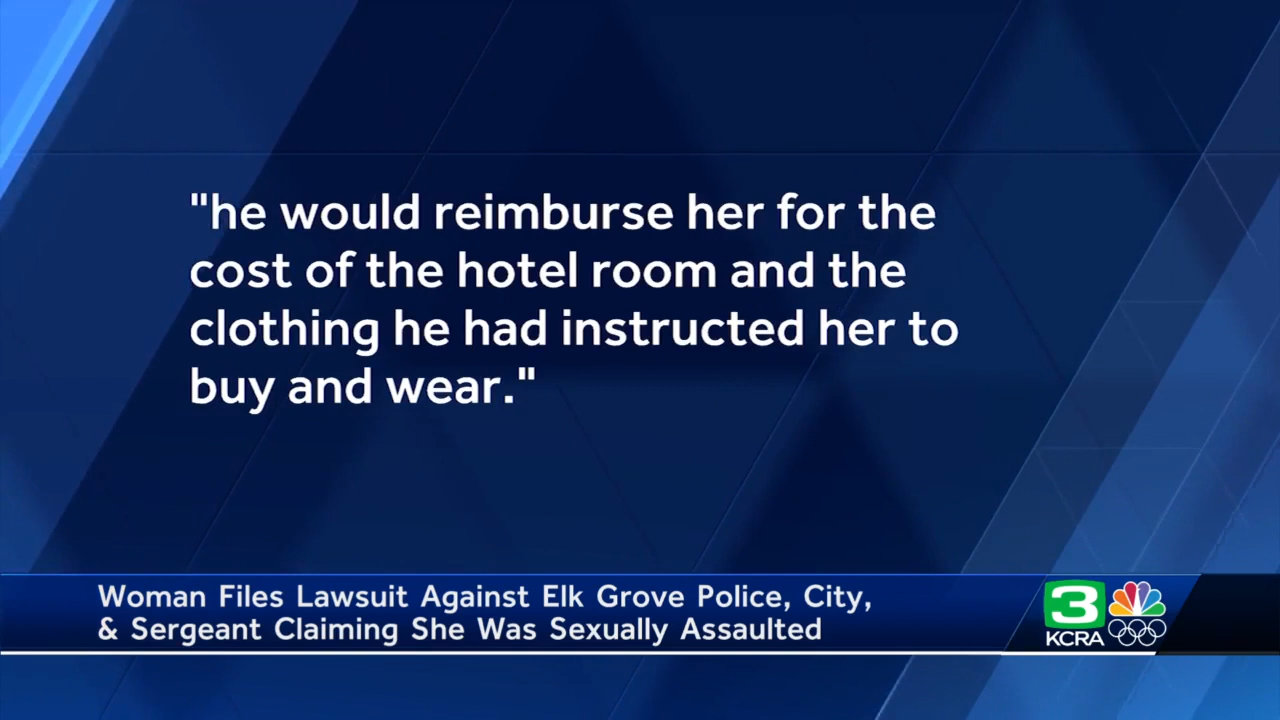 "he would reimburse her for the
cost of the hotel room and the
clothing he had instructed her to
buy and wear."
Woman Files Lawsuit Against Elk Grove Police, City,
& Sergeant Claiming She Was Sexually Assaulted
3
KCRA